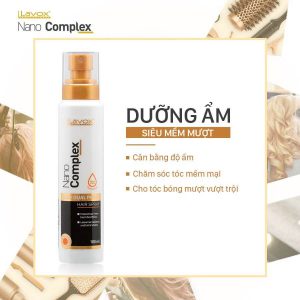 iLavox
Nano Complex
DƯỠNG ẨM
SIÊU MỀM MƯỢT
Cân bằng độ ẩm
Chăm sóc tóc mềm mại
Cho tóc bóng mượt vượt trội
LAVOX
Nano
Complex
HAIR SPRAY